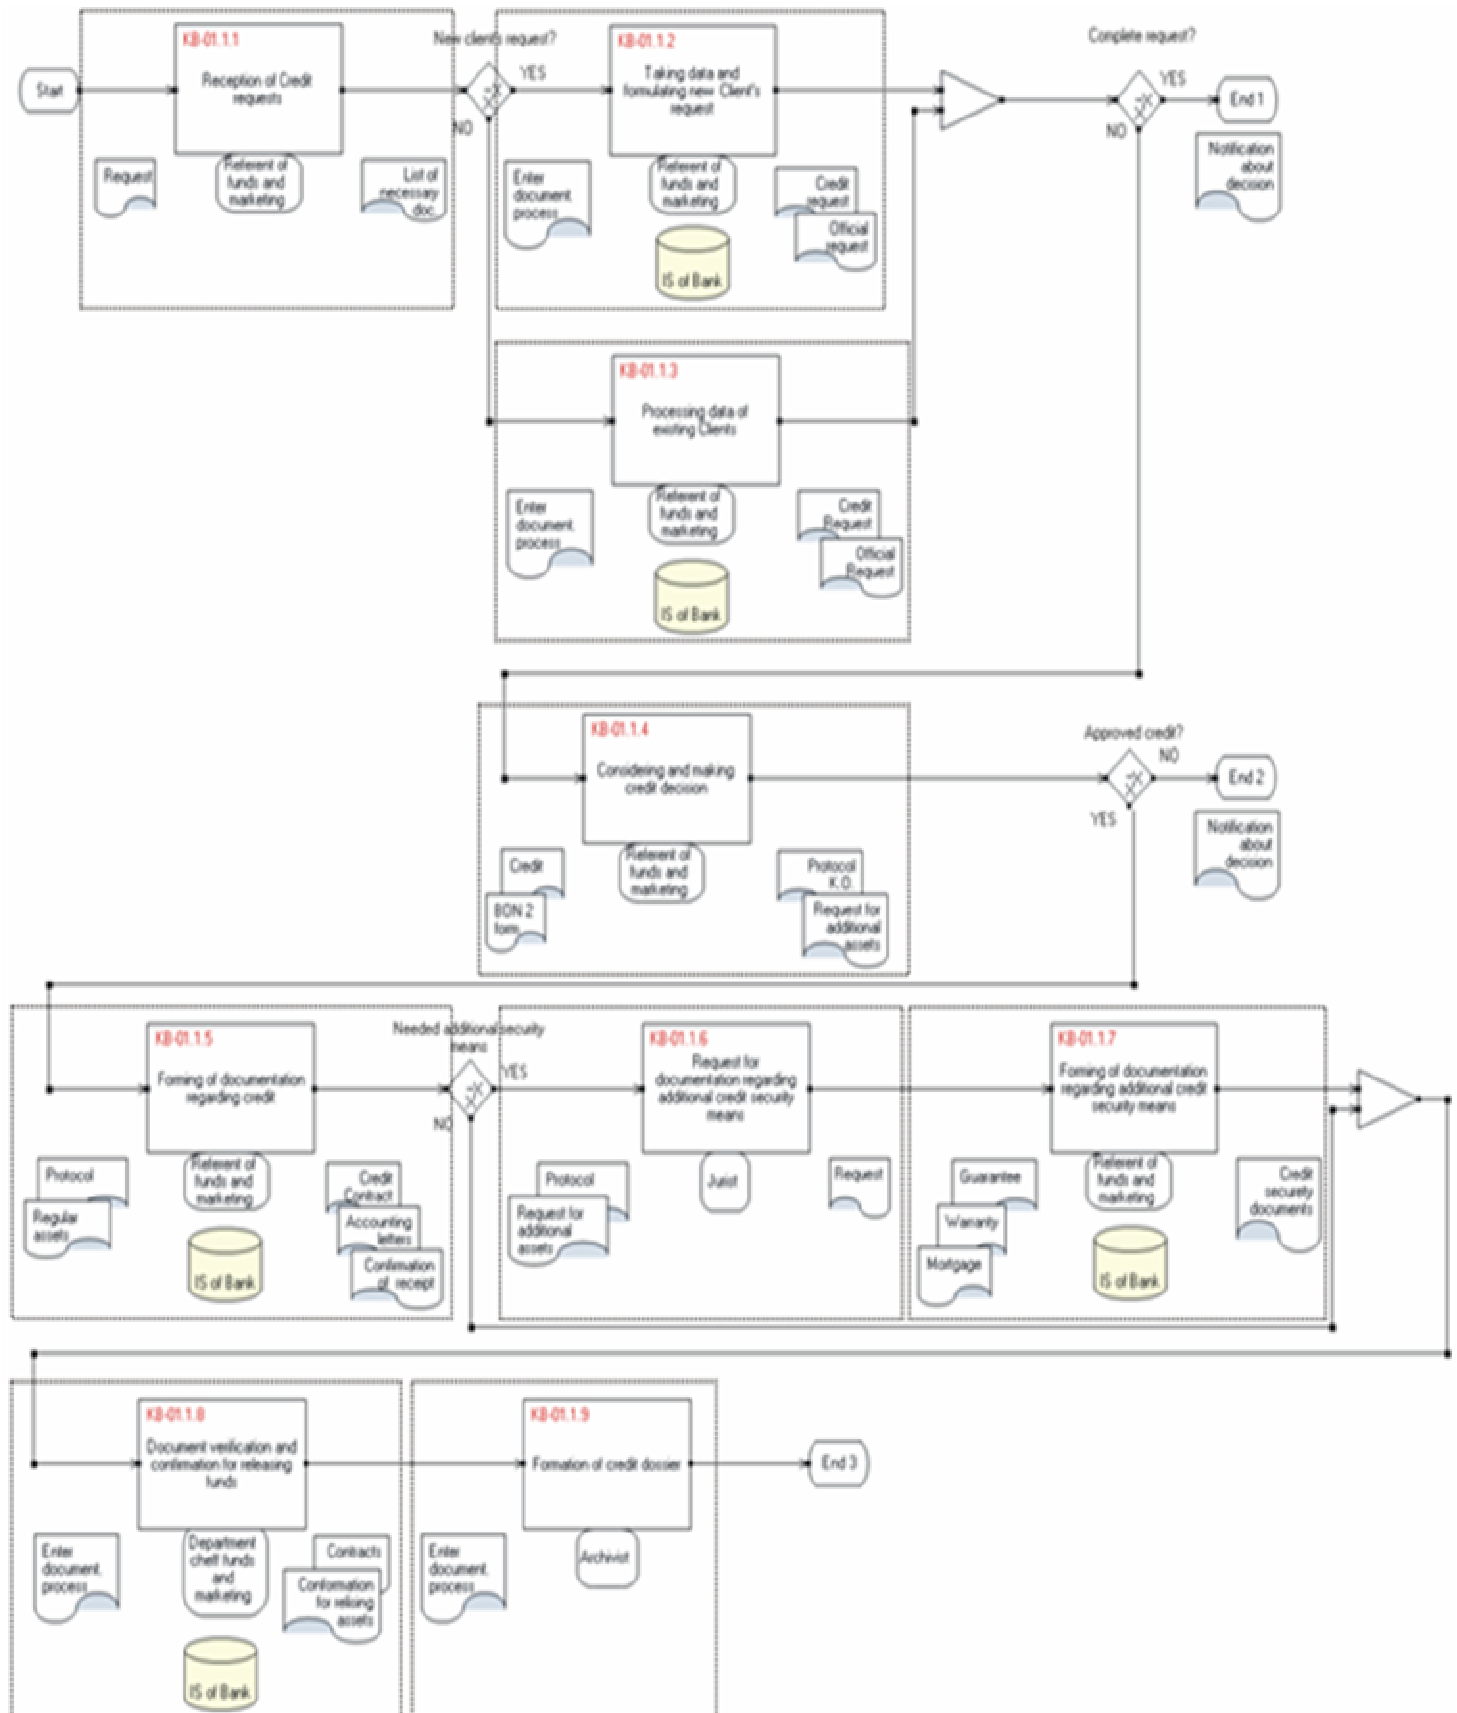 KB-01.1.1
Start
Reception of Credit
requests
Request
Referent of
funds and
marketing
List of
necessary
doc.
New client's request?
YES
NO
KB-01.1.2
Taking data and
formulating new Client's
request
Enter
document
process
Referent of
funds and
marketing
IS of Bank
Credit
request
Official
request
Complete request?
YES
NO
End 1
Notification
about
decision
KB-01.1.3
Processing data of
existing Clients
Enter
document.
process
Referent of
funds and
marketing
IS of Bank
Credit
Request
Official
Request
KB-01.1.4
Considering and making
credit decision
Credit
BON 2
form
Referent of
funds and
marketing
Protocol
K.O.
Request for
additional
assets
Approved credit?
NO
YES
End 2
Notification
about
decision
KB-01.1.5
Forming of documentation
regarding credit
Protocol
Regular
assets
Referent of
funds and
marketing
IS of Bank
Credit
Contract
Accounting
letters
Confirmation
of receipt
Needed additional security
means
YES
NO
KB-01.1.6
Request for
documentation regarding
additional credit security
means
Protocol
Request for
additional
assets
Jurist
Request
KB-01.1.7
Forming of documentation
regarding additional credit
security means
Guarantee
Warranty
Mortgage
Referent of
funds and
marketing
IS of Bank
Credit
securety
documents
KB-01.1.8
Document verification and
confirmation for releasing
funds
Enter
document.
process
Department
cheff funds
and
marketing
IS of Bank
Contracts
Conformation
for relising
assets
KB-01.1.9
Formation of credit dossier
Enter
document.
process
Archivist
End 3